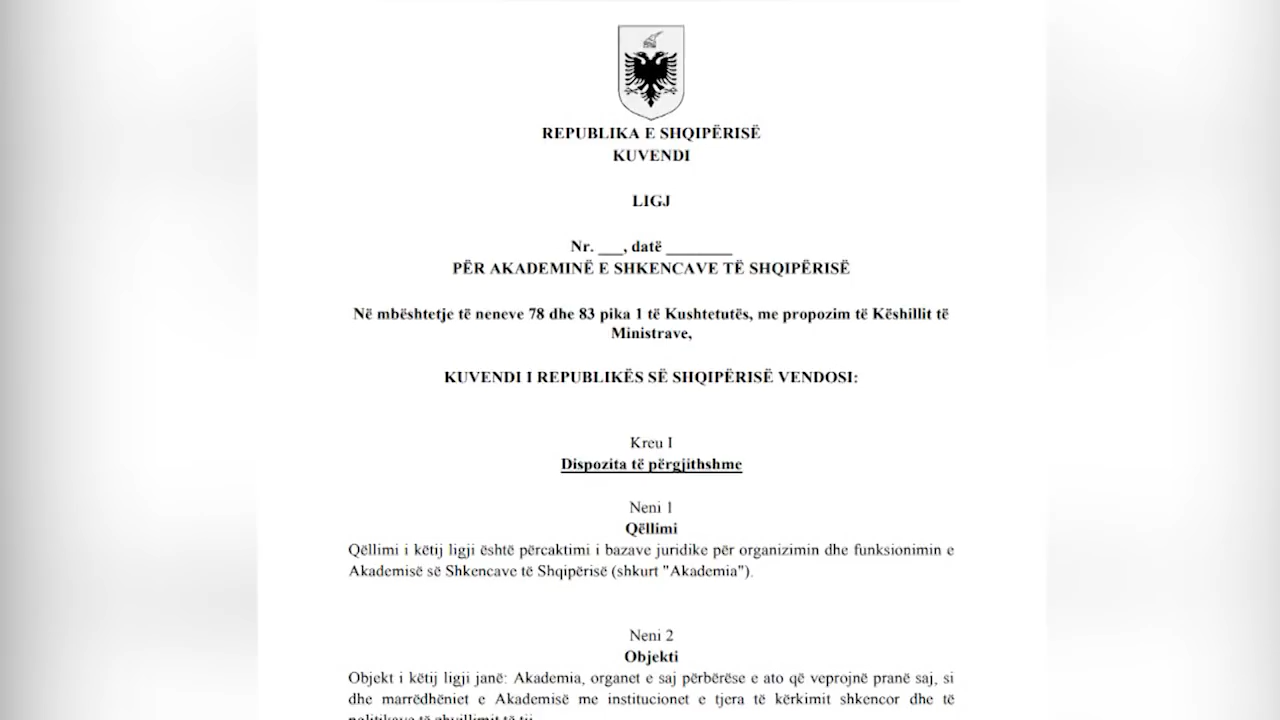 REPUBLIKA E SHQIPËRISË
KUVENDI
LIGJ
Nr. ___, datë ________
PËR AKADEMINË E SHKENCAVE TË SHQIPËRISË
Në mbështetje të neneve 78 dhe 83 pika 1 të Kushtetutës, me propozim të Këshillit të
Ministrave,
KUVENDI I REPUBLIKËS SË SHQIPËRISË VENDOSI:
Kreu I
Dispozita të përgjithshme
Neni 1
Qëllimi
Qëllimi i këtij ligji është përcaktimi i bazave juridike për organizimin dhe funksionimin e
Akademisë së Shkencave të Shqipërisë (shkurt "Akademia").
Neni 2
Objekti
Objekt i këtij ligji janë: Akademia, organet e saj përbërëse e ato që veprojnë pranë saj, si
dhe marrëdhëniet e Akademisë me institucionet e tjera të kërkimit shkencor dhe të